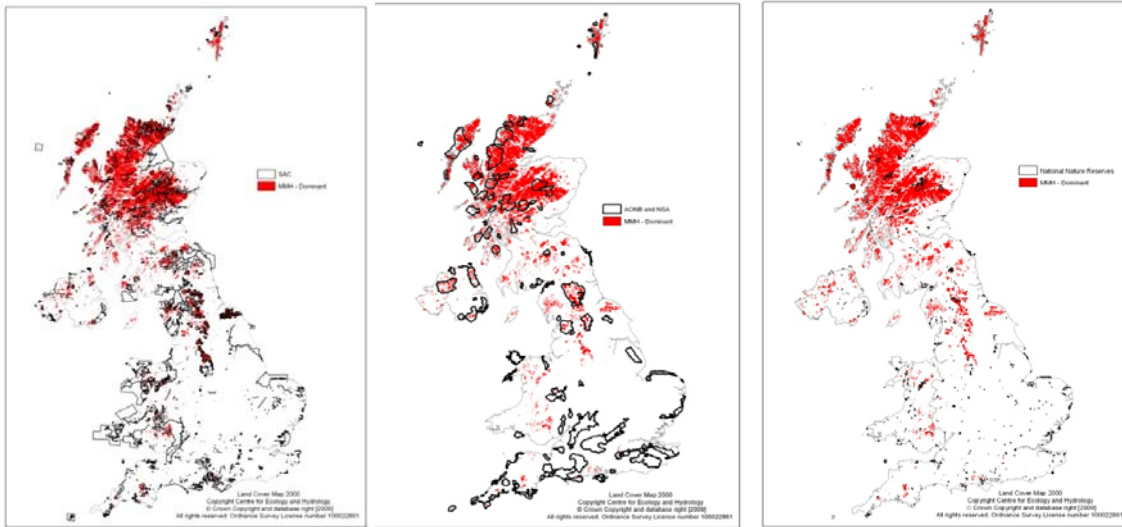 SAC
MMH - Dominant
Land Cover Map 2000
Copyright Centre for Ecology and Hydrology
© Crown Copyright and database right [2009]
All rights reserved. Ordnance Survey License number 100022861
AONB and NSA
MMH - Dominant
Land Cover Map 2000
Copyright Centre for Ecology and Hydrology
© Crown Copyright and database right [2009]
All rights reserved. Ordnance Survey License number 100022861
National Nature Reserves
MMH - Dominant
Land Cover Map 2000
Copyright Centre for Ecology and Hydrology
© Crown Copyright and database right [2009]
All rights reserved. Ordnance Survey License number 100022861